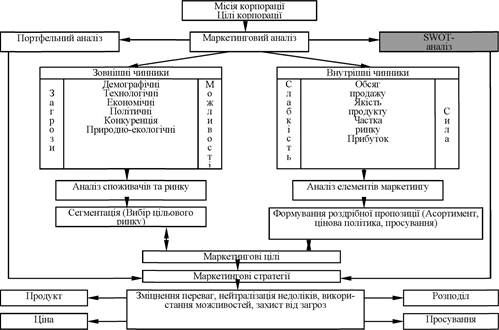 Місія корпорації
Цілі корпорації
Портфельний аналіз
Маркетинговий аналіз
SWOT-
аналіз
Зовнішні чинники
Загрози
Демографічні
Технологічні
Економічні
Політичні
Конкуренція
Природно-екологічні
Можливості
Внутрішні чинники
Слабкість
Обсяг
продажу
Якість
продукту
Частка
ринку
Прибуток
Сила
Аналіз споживачів та ринку
Аналіз елементів маркетингу
Сегментація (Вибір цільового
ринку)
Формування роздрібної пропозиції (Асортимент,
цінова політика, просування)
Маркетингові цілі
Маркетингові стратегії
Продукт
Зміцнення переваг, нейтралізація недоліків, викори-
стання можливостей, захист від загроз
Розподіл
Ціна
Просування